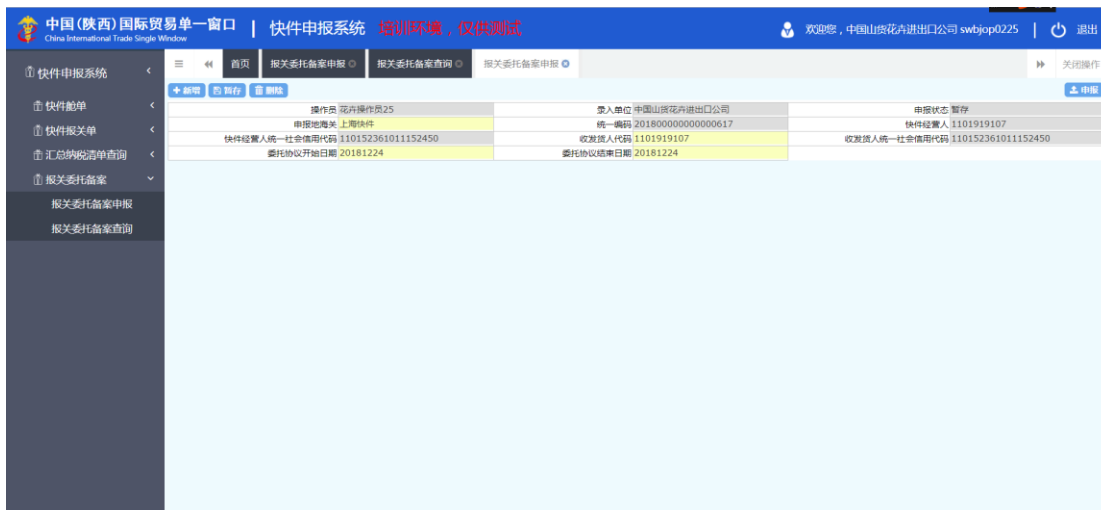 中国(陕西)国际贸易单一窗口 | 快件申报系统 培训环境，仅供测试 欢迎您，中国山货花卉进出口公司 swbjop0225 | 退出
China International Trade Single Window
快件申报系统
首页 报关委托备案申报 报关委托备案查询 报关委托备案申报 关闭操作
新增 暂存 删除 申报
操作员 花卉操作员25 录入单位 中国山货花卉进出口公司 申报状态 暂存
申报地海关 上海快件 统一编码 201800000000000617 快件经营人 1101919107
快件经营人统一社会信用代码 110152361011152450 收发货人代码 1101919107 收发货人统一社会信用代码 110152361011152450
委托协议开始日期 20181224 委托协议结束日期 20181224
快件舱单
快件报关单
汇总纳税清单查询
报关委托备案
报关委托备案申报
报关委托备案查询